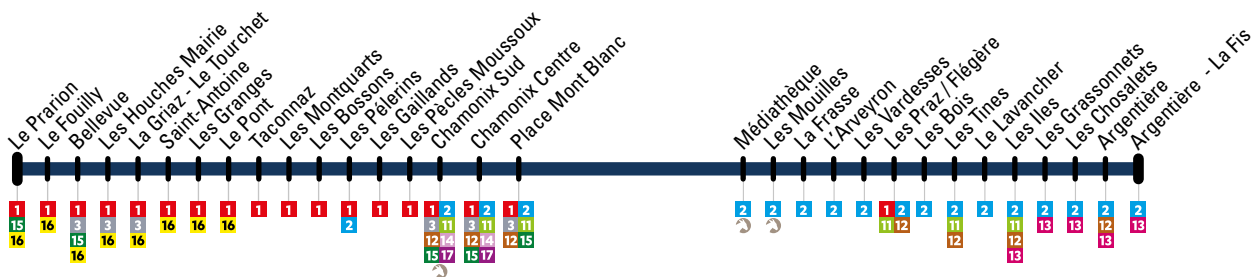 Le Prarion
Le Fouilly
Bellevue
Les Houches Mairie
La Griaz - Le Tourchet
Saint-Antoine
Les Granges
Le Pont
Taconnaz
Les Montquarts
Les Bossons
Les Pélerins
Les Gaillands
Les Pècles Moussoux
Chamonix Sud
Chamonix Centre
Place Mont Blanc
Médiathèque
Les Mouilles
La Frasse
L'Arveyron
Les Vardesses
Les Praz / Flégère
Les Bois
Les Tines
Le Lavancher
Les Iles
Les Grassonnets
Les Chosalets
Argentière
Argentière - La Fis
1 1 1 1 1 1 1 1 1 1 1 1 1 1 1 2 1 2 1 2 2 2 2 2 2 1 2 2 2 2 2 2 2 2 2
15 16 3 3 3 16 16 16 2 3 11 3 11 3 11 11 12 11 11 13 13 12 13
16 15 16 16 12 14 12 14 12 15 12 12 13
16 15 17 15 17 13